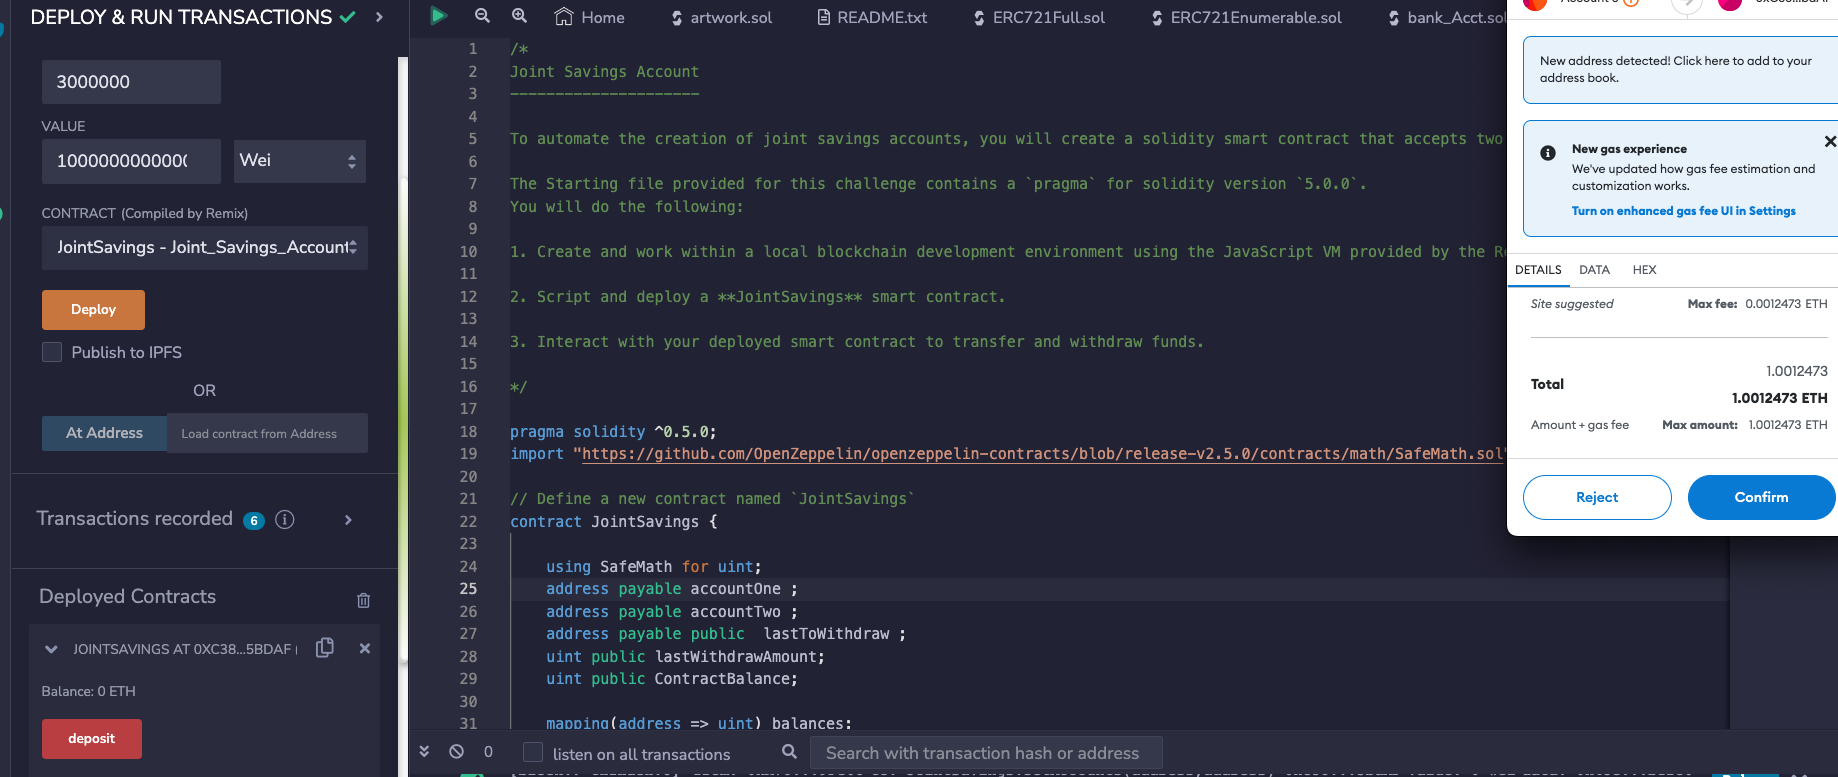 DEPLOY & RUN TRANSACTIONS
3000000
VALUE
1000000000000
Wei
CONTRACT (Compiled by Remix)
JointSavings - Joint_Savings_Account
Deploy
Publish to IPFS
OR
At Address
Load contract from Address
Transactions recorded 6 i
Deployed Contracts
JOINTSAVINGS AT 0XC38...5BDAF
Balance: 0 ETH
deposit
Home
artwork.sol
README.txt
ERC721Full.sol
ERC721Enumerable.sol
bank_Acct.sol
1 /*
2 Joint Savings Account
3 ---------------------
4
5 To automate the creation of joint savings accounts, you will create a solidity smart contract that accepts two
6
7 The Starting file provided for this challenge contains a `pragma` for solidity version `5.0.0`.
8 You will do the following:
9
10 1. Create and work within a local blockchain development environment using the JavaScript VM provided by the
11
12 2. Script and deploy a **JointSavings** smart contract.
13
14 3. Interact with your deployed smart contract to transfer and withdraw funds.
15
16 */
17
18 pragma solidity ^0.5.0;
19 import "https://github.com/OpenZeppelin/openzeppelin-contracts/blob/release-v2.5.0/contracts/math/SafeMath.sol"
20
21 // Define a new contract named `JointSavings`
22 contract JointSavings {
23
24 using SafeMath for uint;
25 address payable accountOne ;
26 address payable accountTwo ;
27 address payable public  lastToWithdraw ;
28 uint public lastWithdrawAmount;
29 uint public ContractBalance;
30
31 mapping(address => uint) balances;
0
listen on all transactions
Search with transaction hash or address
New address detected! Click here to add to your
address book.
New gas experience
We've updated how gas fee estimation and
customization works.
Turn on enhanced gas fee UI in Settings
DETAILS DATA HEX
Site suggested Max fee: 0.0012473 ETH
1.0012473
Total
1.0012473 ETH
Amount + gas fee Max amount: 1.0012473 ETH
Reject
Confirm